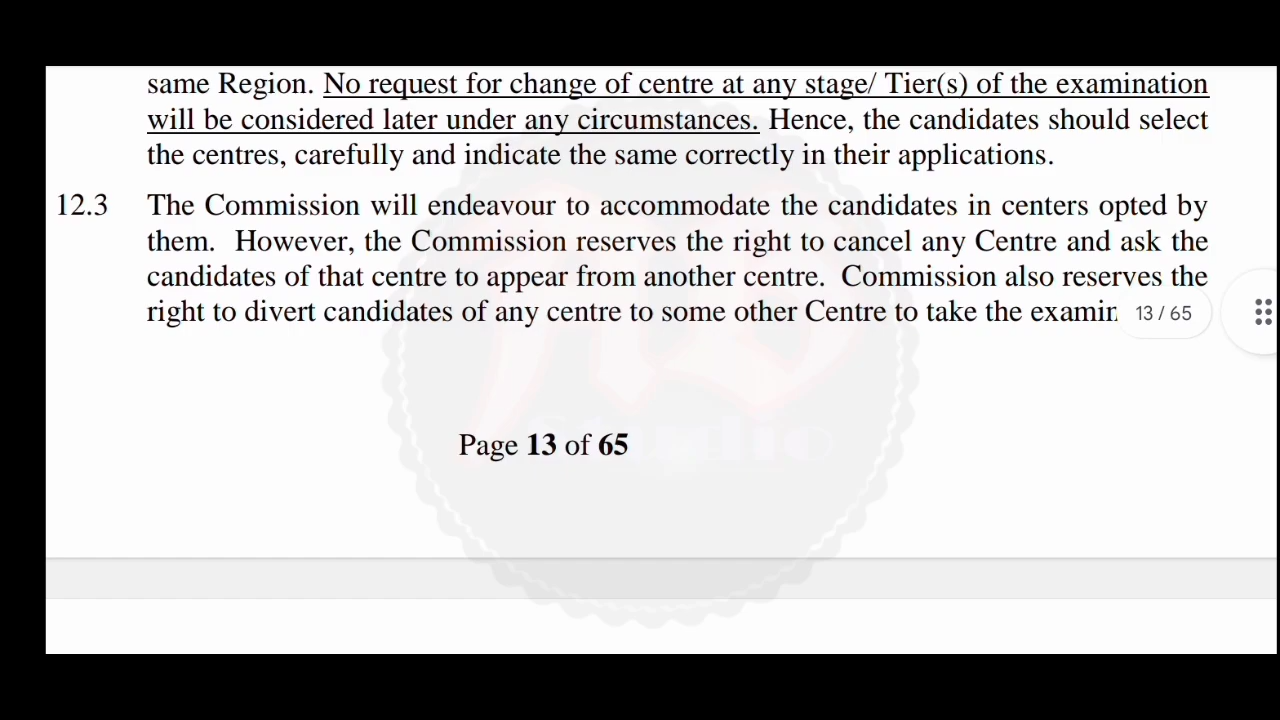 same Region. No request for change of centre at any stage/ Tier(s) of the examination
will be considered later under any circumstances. Hence, the candidates should select
the centres, carefully and indicate the same correctly in their applications.
12.3 The Commission will endeavour to accommodate the candidates in centers opted by
them. However, the Commission reserves the right to cancel any Centre and ask the
candidates of that centre to appear from another centre. Commission also reserves the
right to divert candidates of any centre to some other Centre to take the examin
13 / 65
Studio
Page 13 of 65